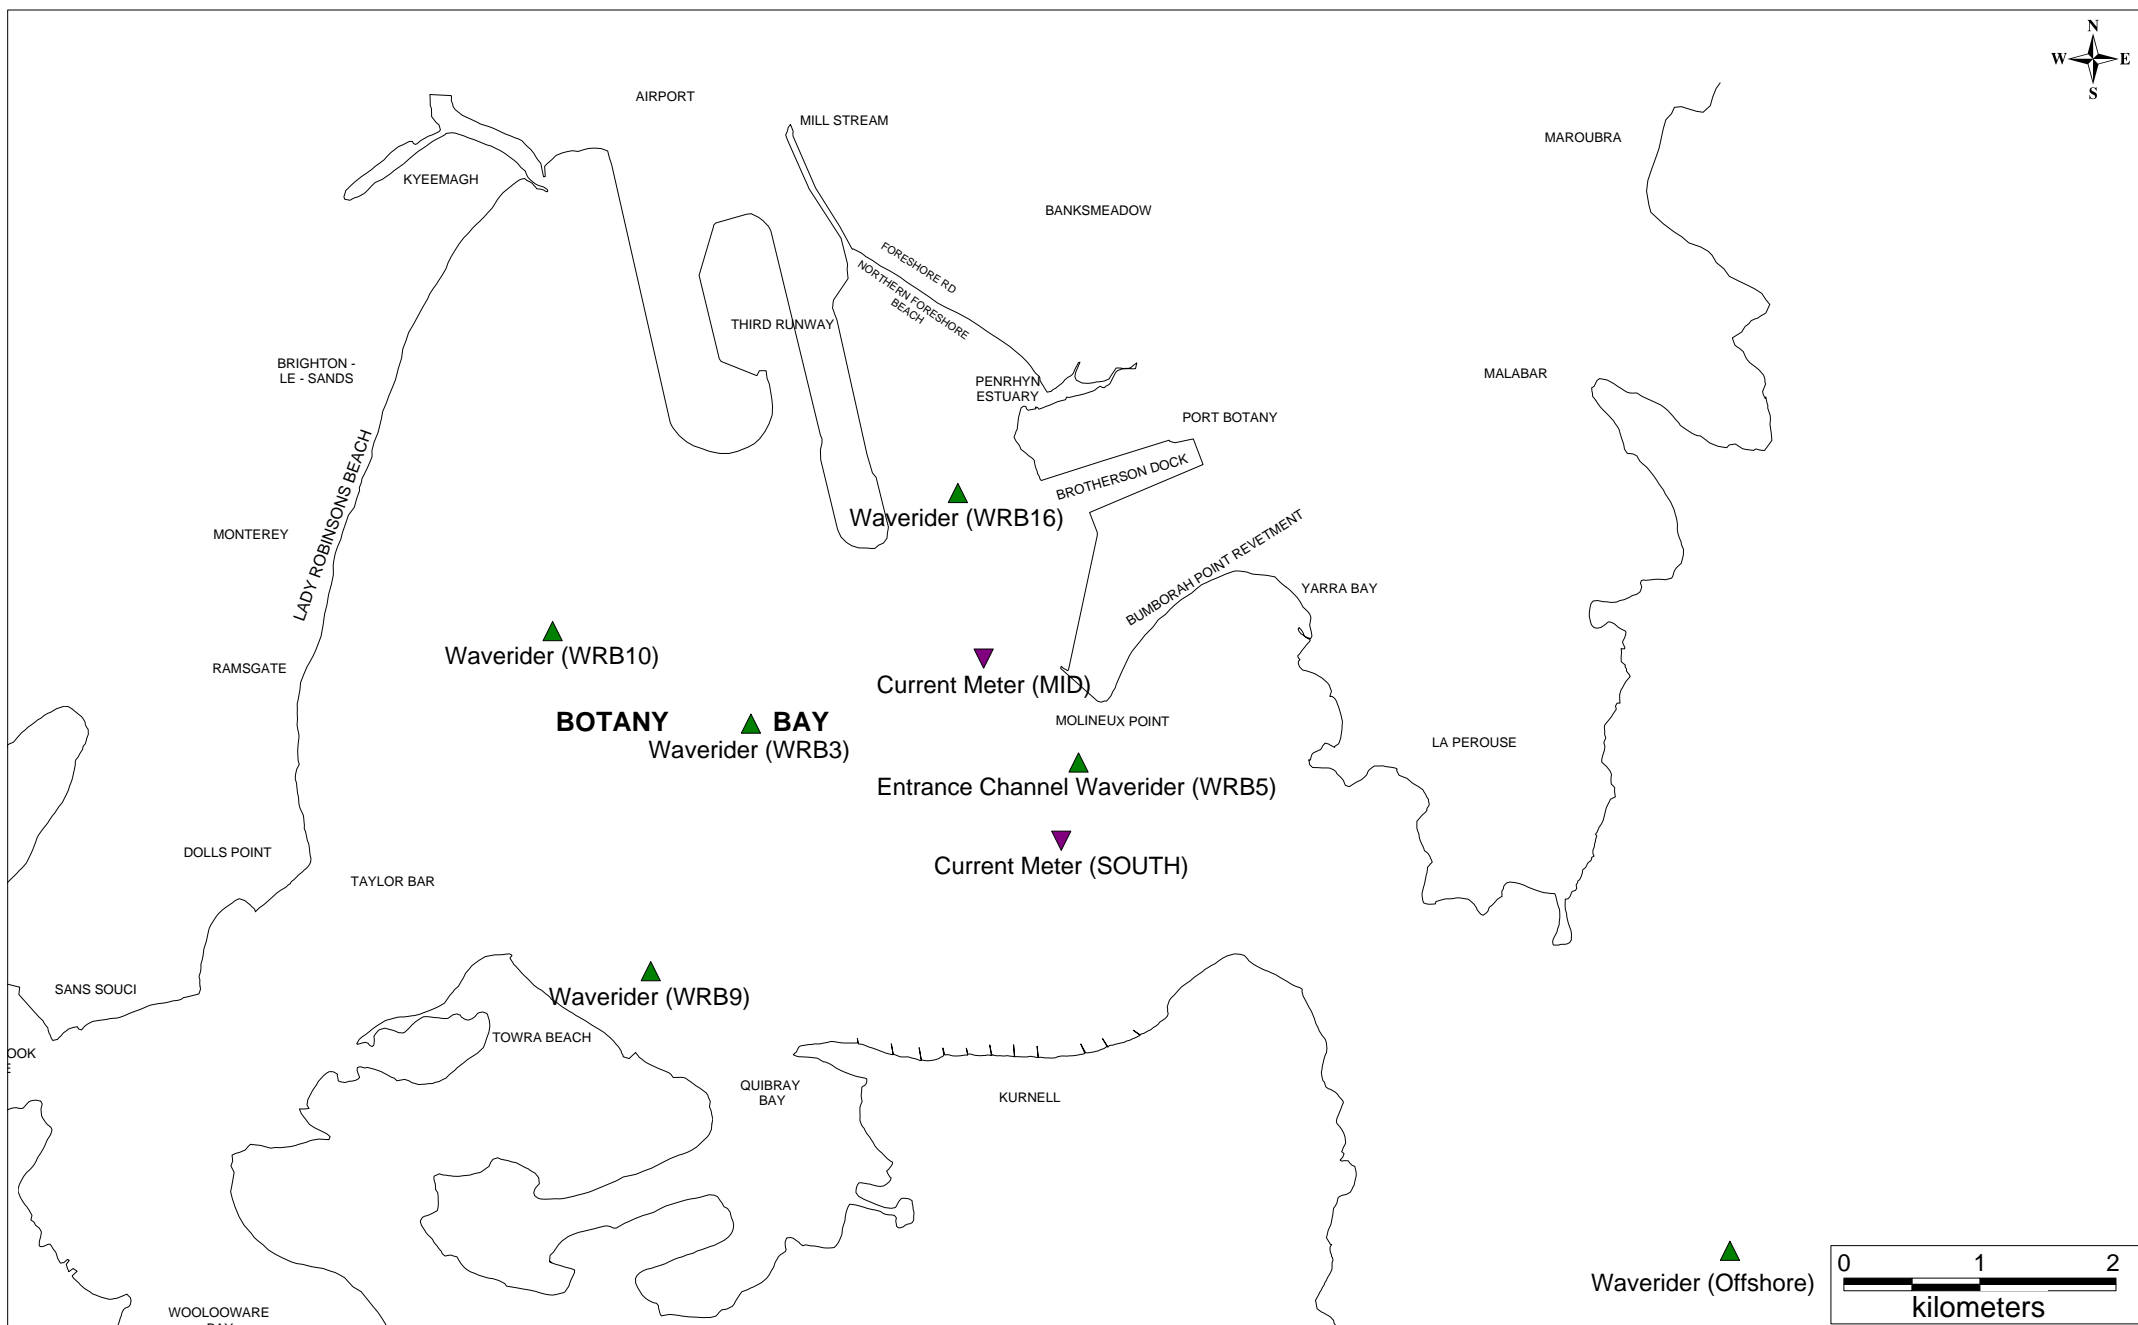 N
W E
S
AIRPORT
MILL STREAM
MAROUBRA
KYEEMAGH
BANKSMEADOW
FORESHORE RD
NORTHERN FORESHORE
BEACH
THIRD RUNWAY
BRIGHTON -
LE - SANDS
PENRHYN
ESTUARY
MALABAR
PORT BOTANY
BROTHERSON DOCK
LADY ROBINSONS BEACH
Waverider (WRB16)
MONTEREY
BUMBORAH POINT REVETMENT
YARRA BAY
Waverider (WRB10)
RAMSGATE
Current Meter (MID)
BOTANY BAY
MOLINEUX POINT
Waverider (WRB3)
LA PEROUSE
Entrance Channel Waverider (WRB5)
DOLLS POINT
Current Meter (SOUTH)
TAYLOR BAR
SANS SOUCI
Waverider (WRB9)
TOWRA BEACH
OOK
E
QUIBRAY
BAY
KURNELL
Waverider (Offshore)
0 1 2
kilometers
WOOLOOWARE